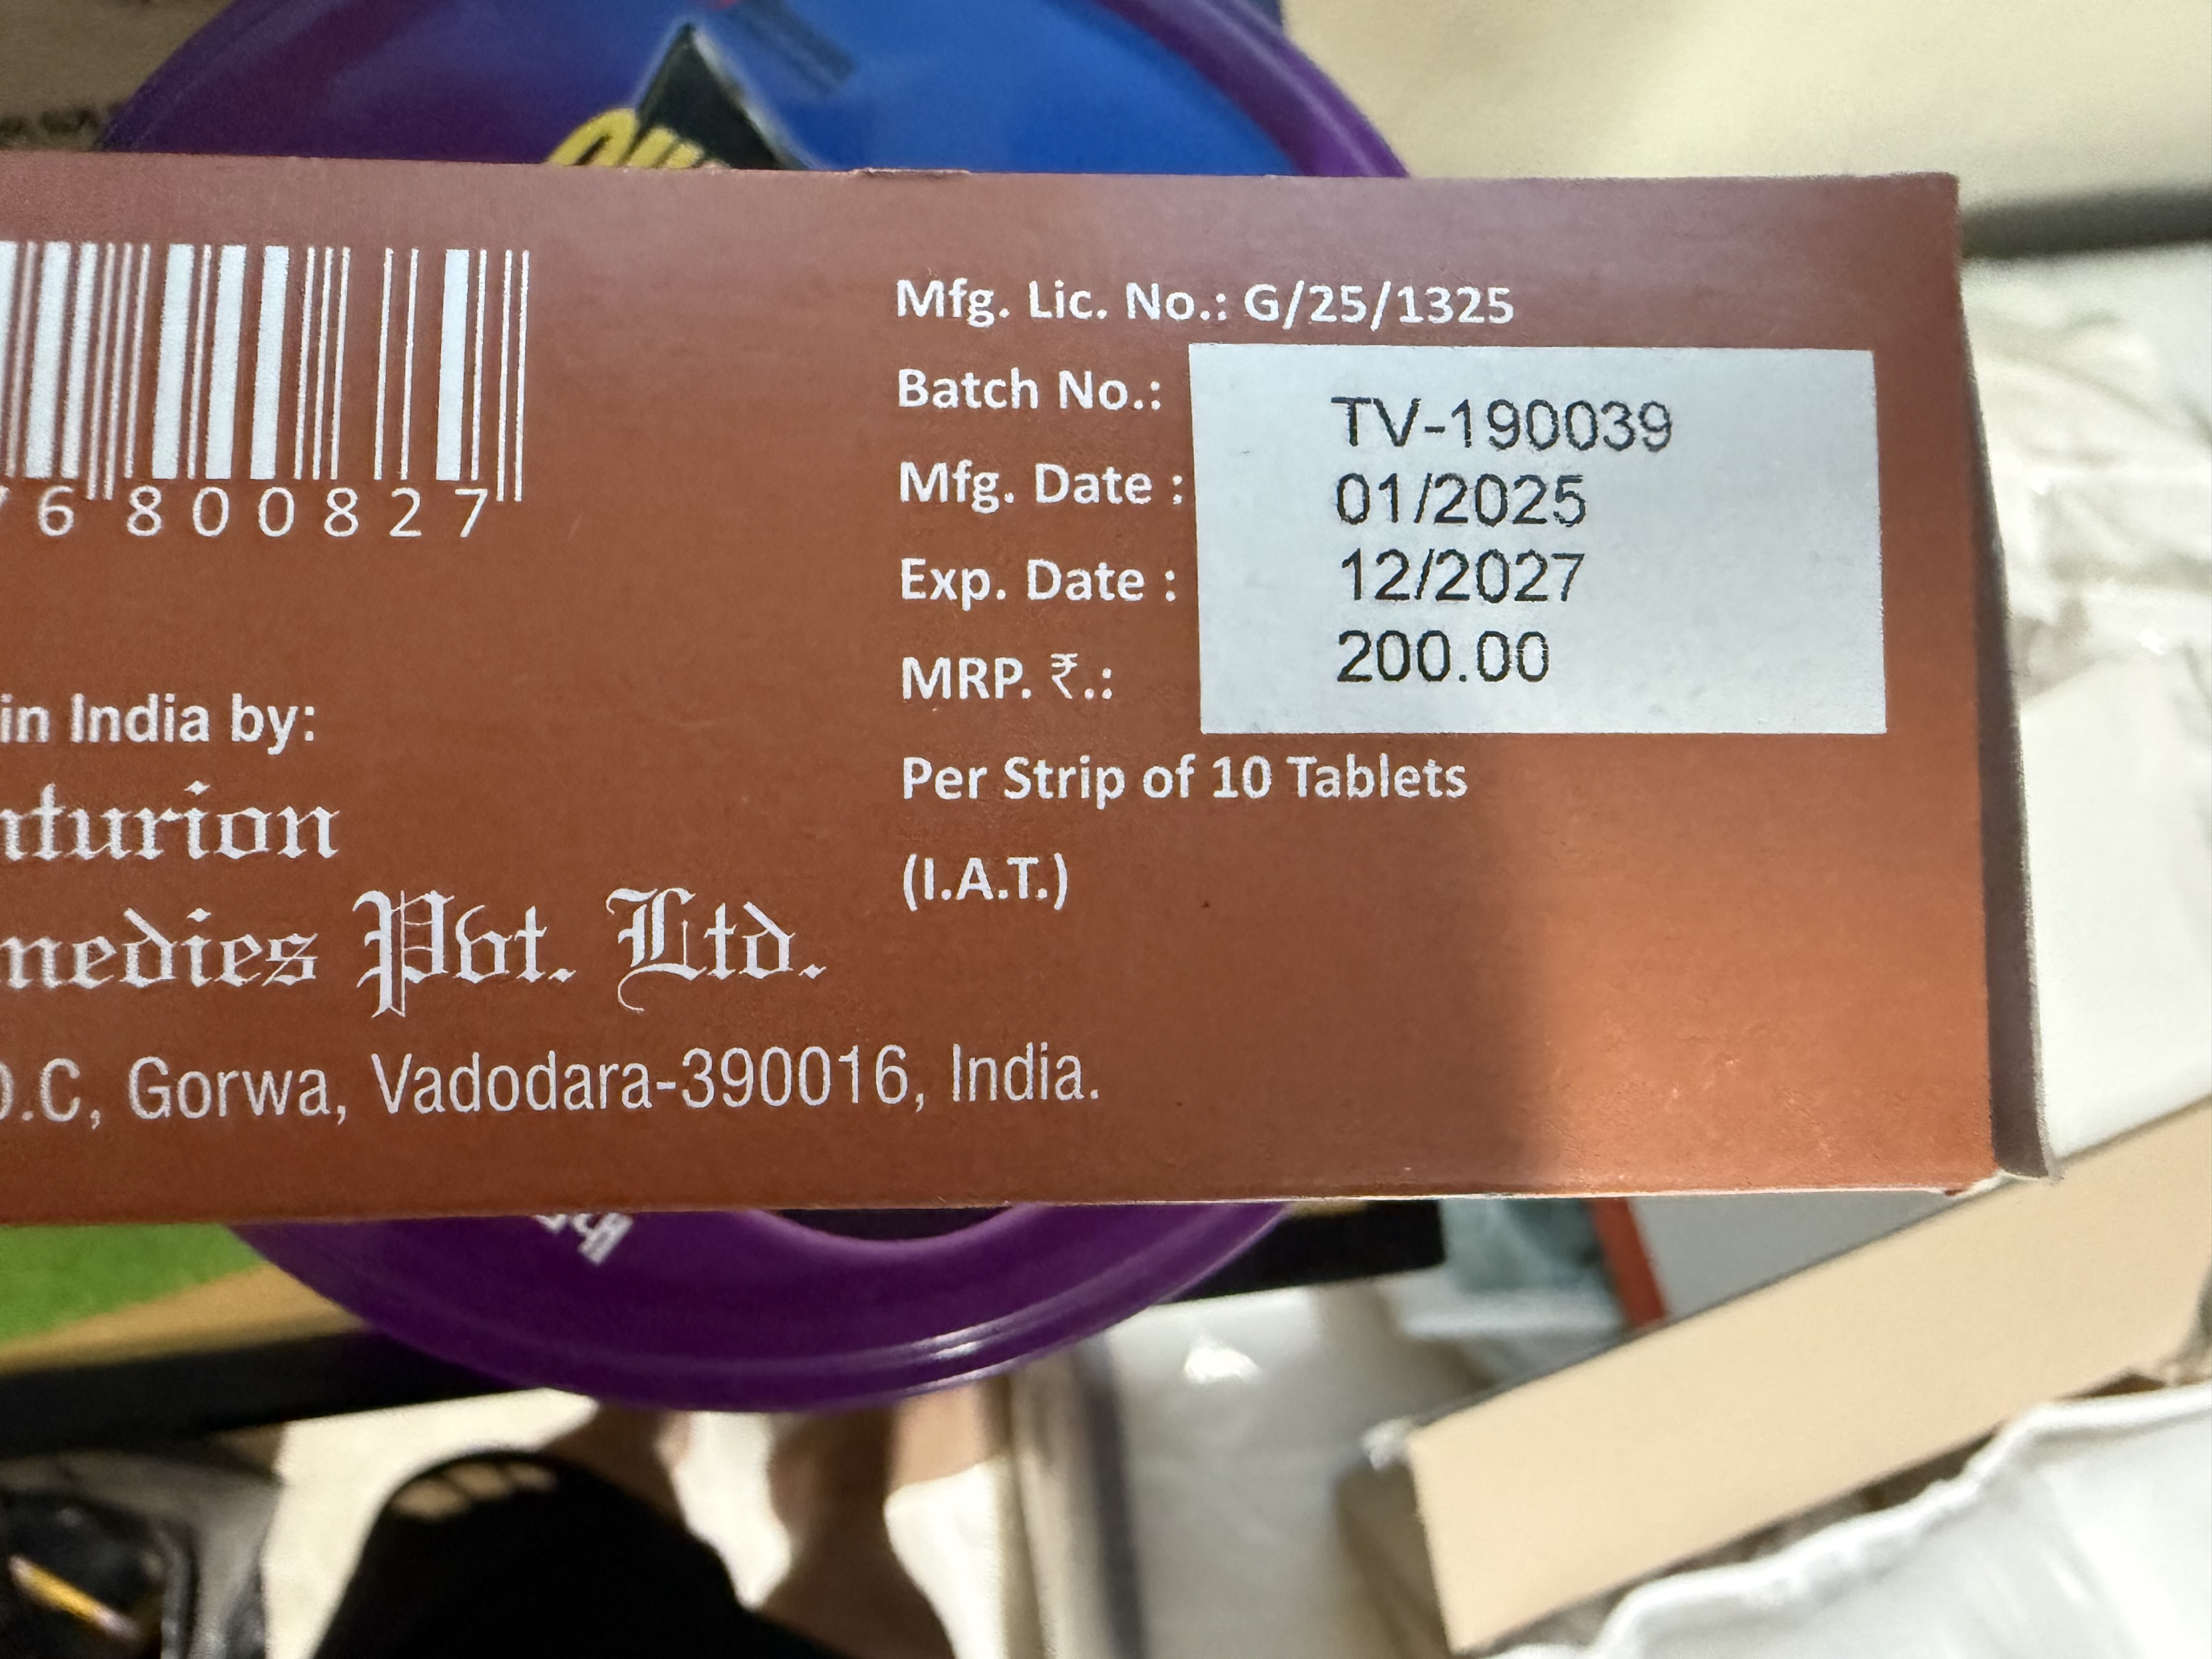 6 800827
in India by:
nturion
medies Pvt. Ltd.
D.C, Gorwa, Vadodara-390016, India.
Mfg. Lic. No.: G/25/1325
Batch No.: TV-190039
Mfg. Date : 01/2025
Exp. Date : 12/2027
MRP. ₹.: 200.00
Per Strip of 10 Tablets
(I.A.T.)